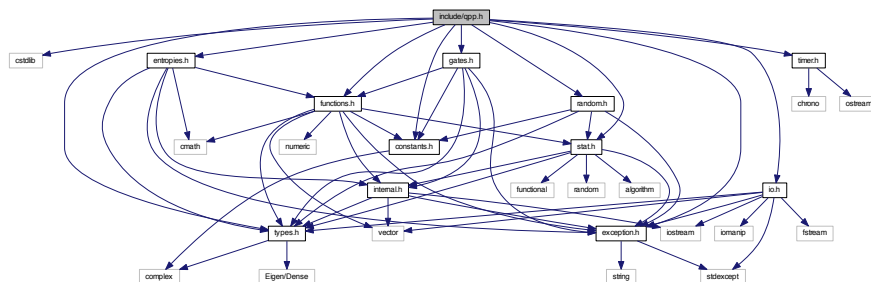 include/qpp.h
cstdlib
entropies.h
gates.h
timer.h
functions.h
random.h
chrono
ostream
cmath
numeric
constants.h
stat.h
functional
random
algorithm
internal.h
io.h
types.h
vector
exception.h
iostream
iomanip
fstream
complex
Eigen/Dense
string
stdexcept